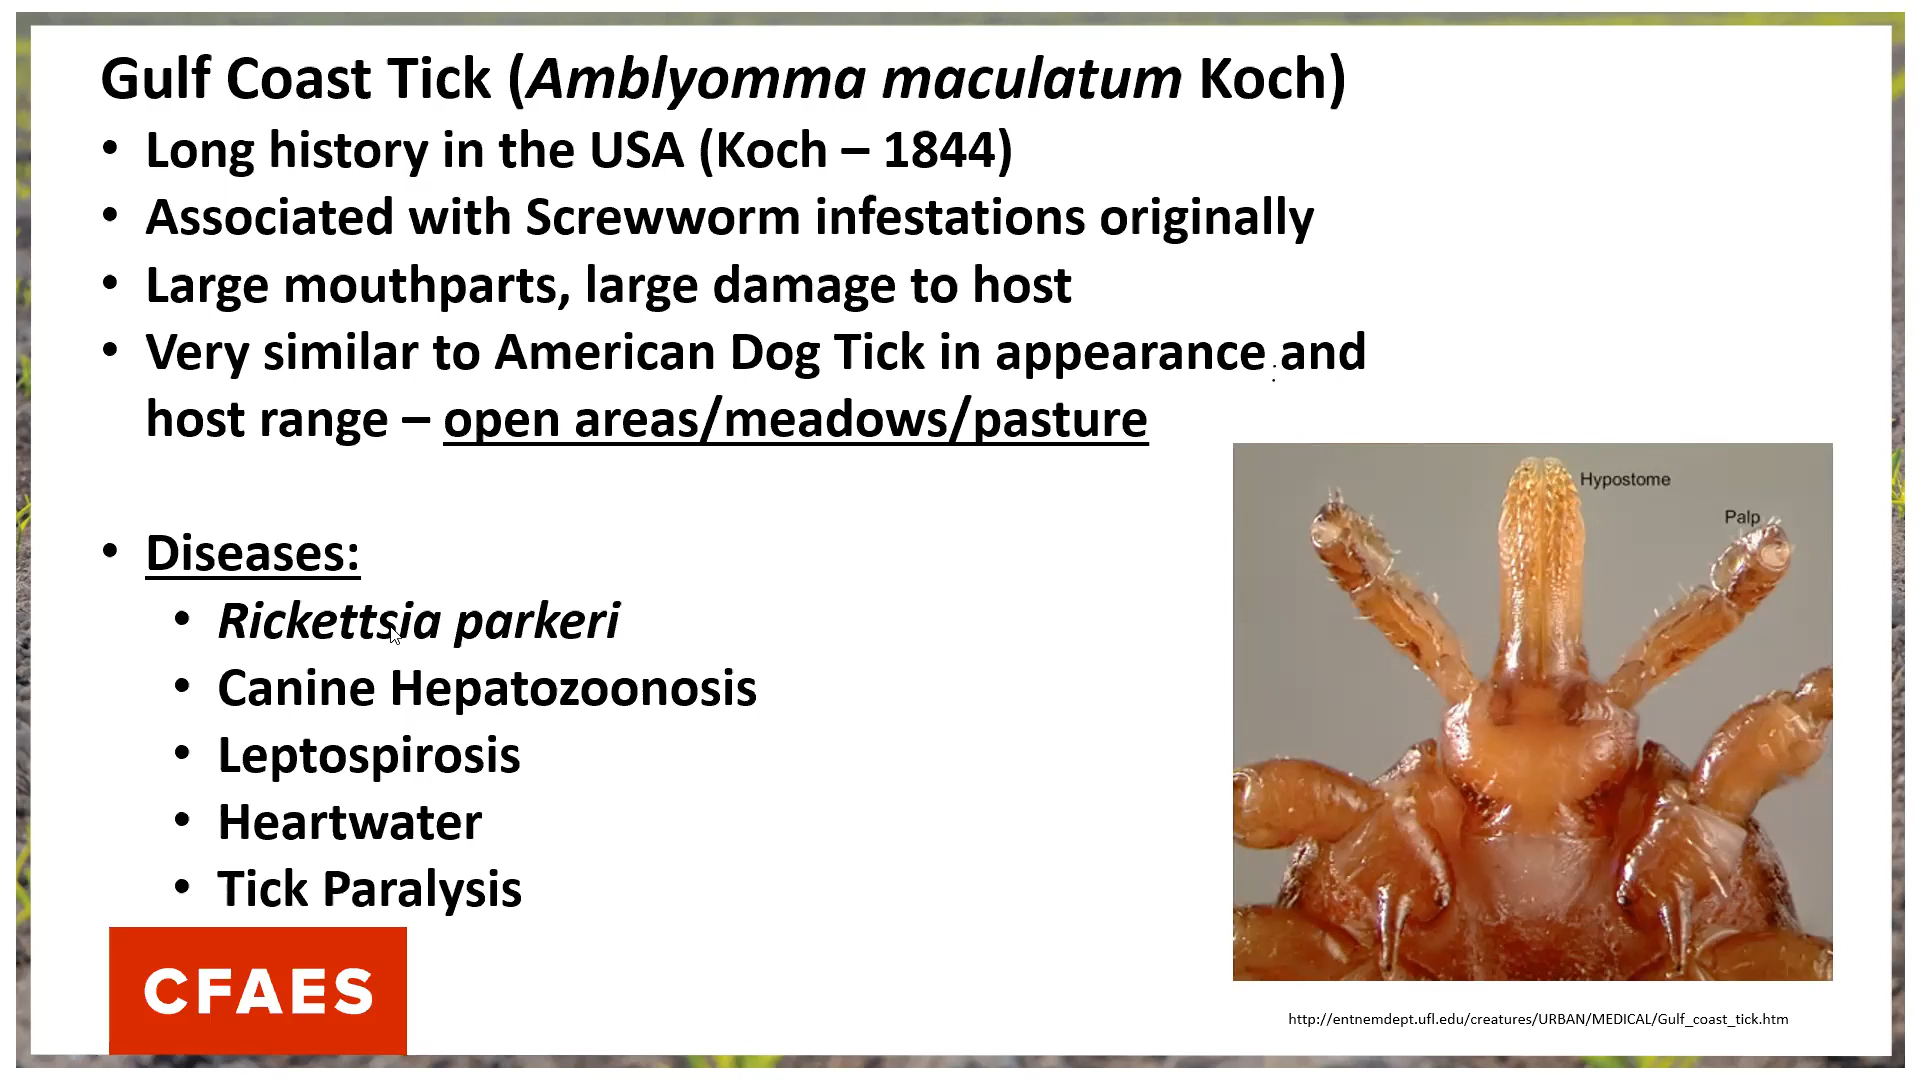 Gulf Coast Tick (Amblyomma maculatum Koch)
• Long history in the USA (Koch – 1844)
• Associated with Screwworm infestations originally
• Large mouthparts, large damage to host
• Very similar to American Dog Tick in appearance and
host range – open areas/meadows/pasture
• Diseases:
• Rickettsia parkeri
• Canine Hepatozoonosis
• Leptospirosis
• Heartwater
• Tick Paralysis
Hypostome
Palp
CFAES
http://entnemdept.ufl.edu/creatures/URBAN/MEDICAL/Gulf_coast_tick.htm